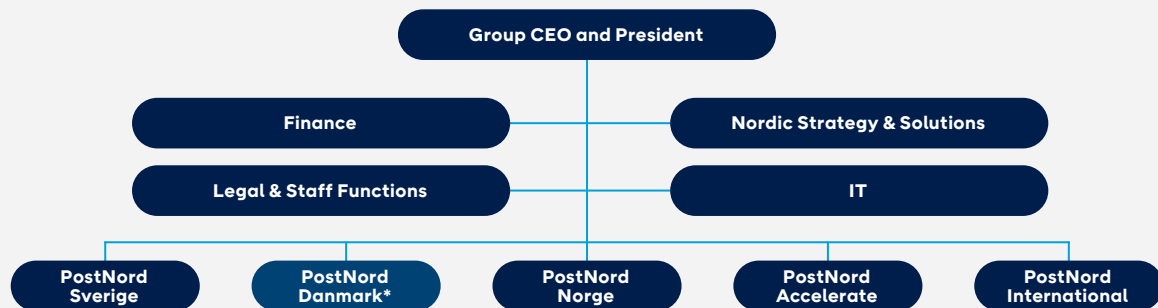 Group CEO and President
Finance
Nordic Strategy & Solutions
Legal & Staff Functions
IT
PostNord
Sverige
PostNord
Danmark*
PostNord
Norge
PostNord
Accelerate
PostNord
International